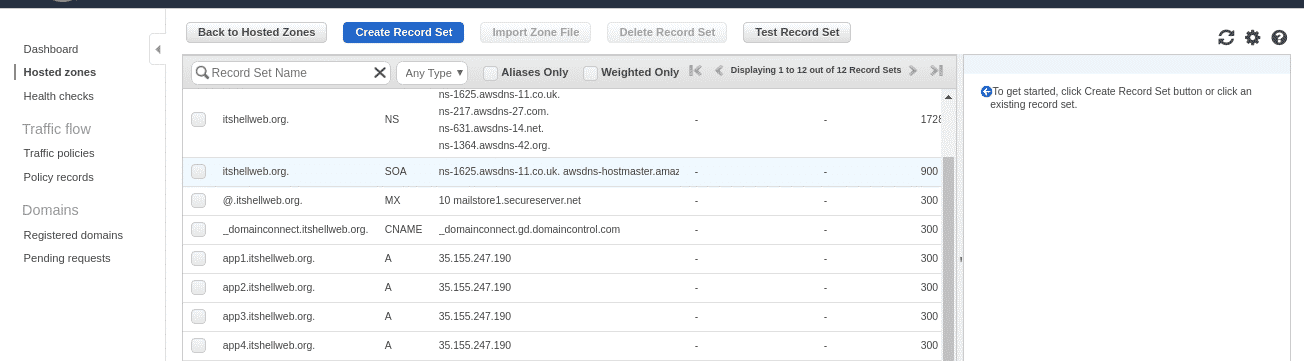 Back to Hosted Zones Create Record Set Import Zone File Delete Record Set Test Record Set
Dashboard
Hosted zones
Health checks
Traffic flow
Traffic policies
Policy records
Domains
Registered domains
Pending requests
Record Set Name Any Type Aliases Only Weighted Only Displaying 1 to 12 out of 12 Record Sets
ns-1625.awsdns-11.co.uk.
itshellweb.org. NS ns-217.awsdns-27.com. - - 1728
ns-631.awsdns-14.net.
ns-1364.awsdns-42.org.
itshellweb.org. SOA ns-1625.awsdns-11.co.uk. awsdns-hostmaster.amaz - - 900
@.itshellweb.org. MX 10 mailstore1.secureserver.net - - 300
_domainconnect.itshellweb.org. CNAME _domainconnect.gd.domaincontrol.com - - 300
app1.itshellweb.org. A 35.155.247.190 - - 300
app2.itshellweb.org. A 35.155.247.190 - - 300
app3.itshellweb.org. A 35.155.247.190 - - 300
app4.itshellweb.org. A 35.155.247.190 - - 300
To get started, click Create Record Set button or click an
existing record set.